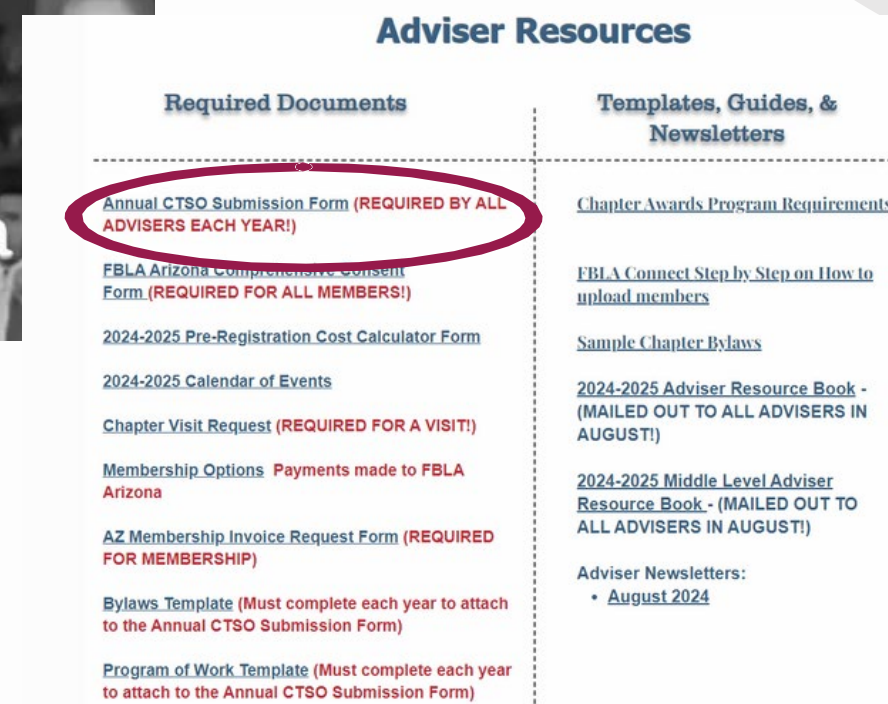 Adviser Resources
Required Documents
Annual CTSO Submission Form (REQUIRED BY ALL
ADVISERS EACH YEAR!)
FBLA Arizona Comprehensive Consent
Form (REQUIRED FOR ALL MEMBERS!)
2024-2025 Pre-Registration Cost Calculator Form
2024-2025 Calendar of Events
Chapter Visit Request (REQUIRED FOR A VISIT!)
Membership Options Payments made to FBLA
Arizona
AZ Membership Invoice Request Form (REQUIRED
FOR MEMBERSHIP)
Bylaws Template (Must complete each year to attach
to the Annual CTSO Submission Form)
Program of Work Template (Must complete each year
to attach to the Annual CTSO Submission Form)
Templates, Guides, &
Newsletters
Chapter Awards Program Requirements
FBLA Connect Step by Step on How to
upload members
Sample Chapter Bylaws
2024-2025 Adviser Resource Book -
(MAILED OUT TO ALL ADVISERS IN
AUGUST!)
2024-2025 Middle Level Adviser
Resource Book - (MAILED OUT TO
ALL ADVISERS IN AUGUST!)
Adviser Newsletters:
• August 2024